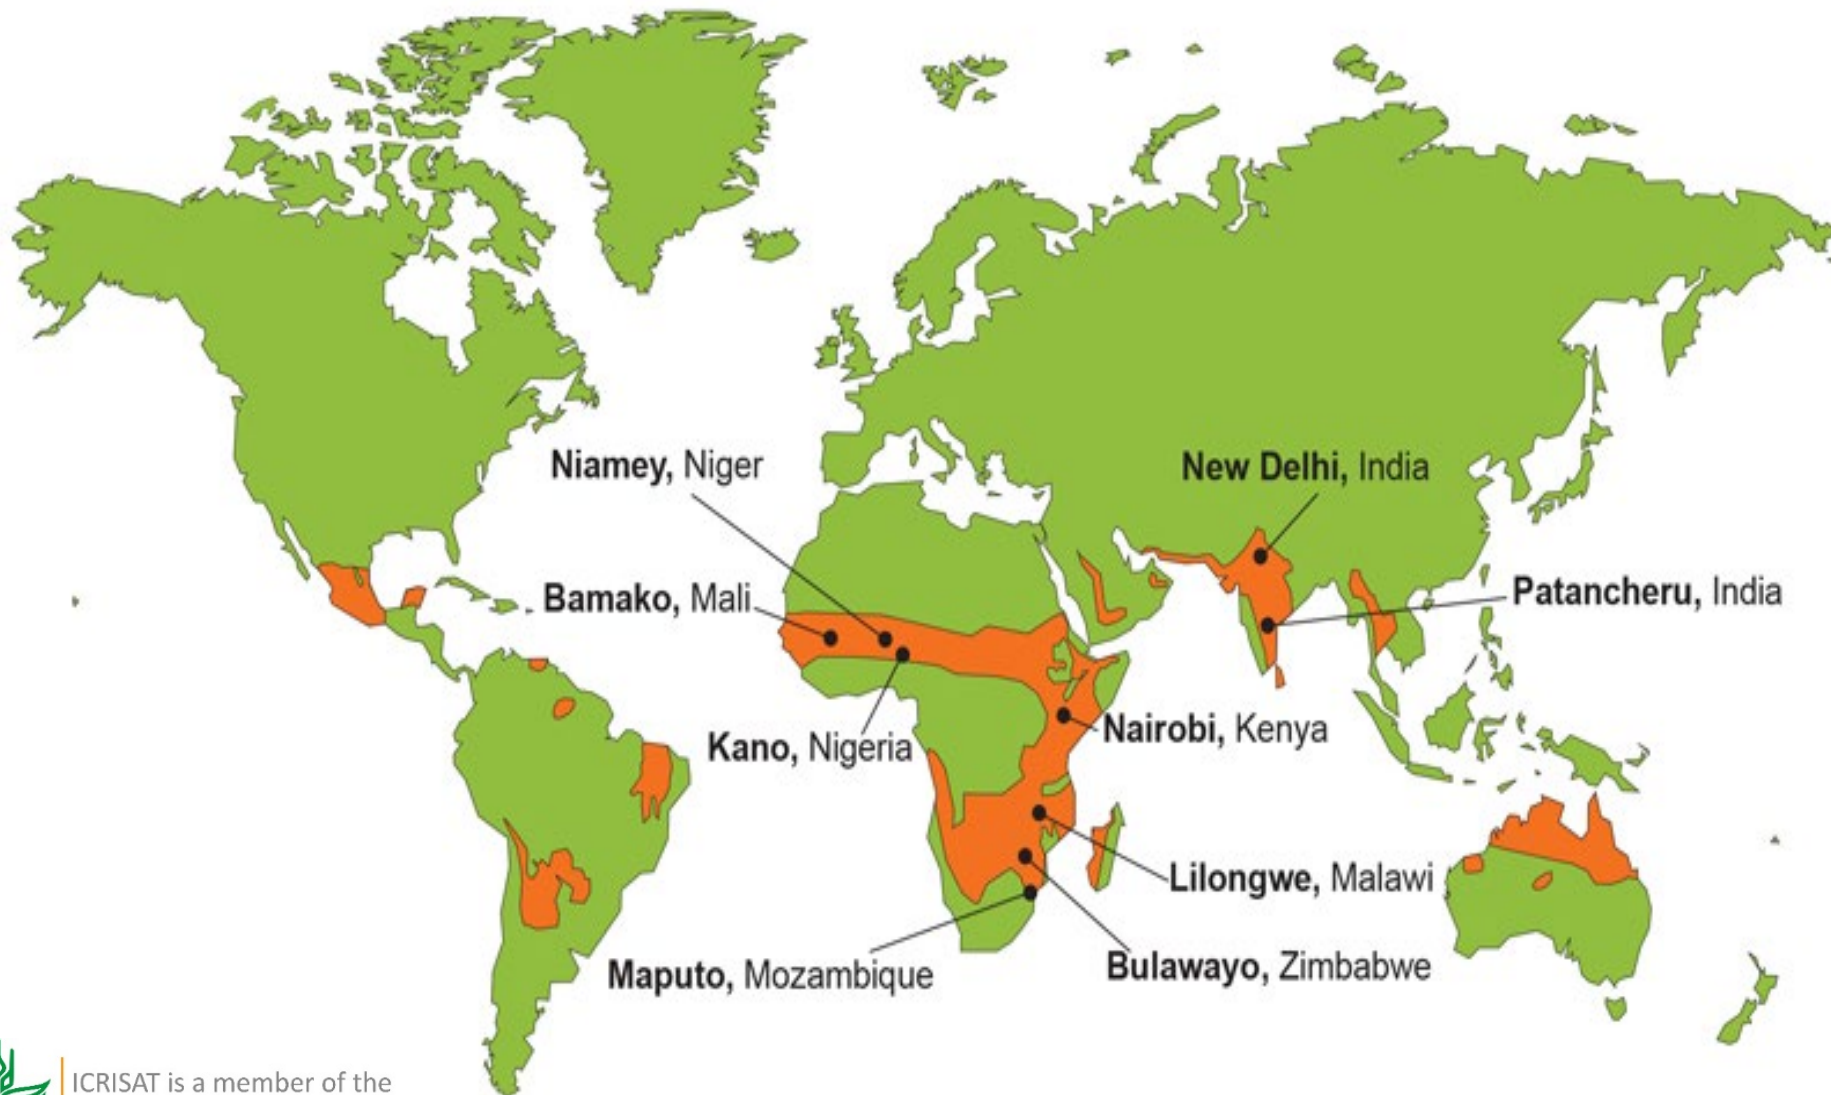 Niamey, Niger
New Delhi, India
Bamako, Mali
Patancheru, India
Kano, Nigeria
Nairobi, Kenya
Lilongwe, Malawi
Maputo, Mozambique
Bulawayo, Zimbabwe
ICRISAT is a member of the